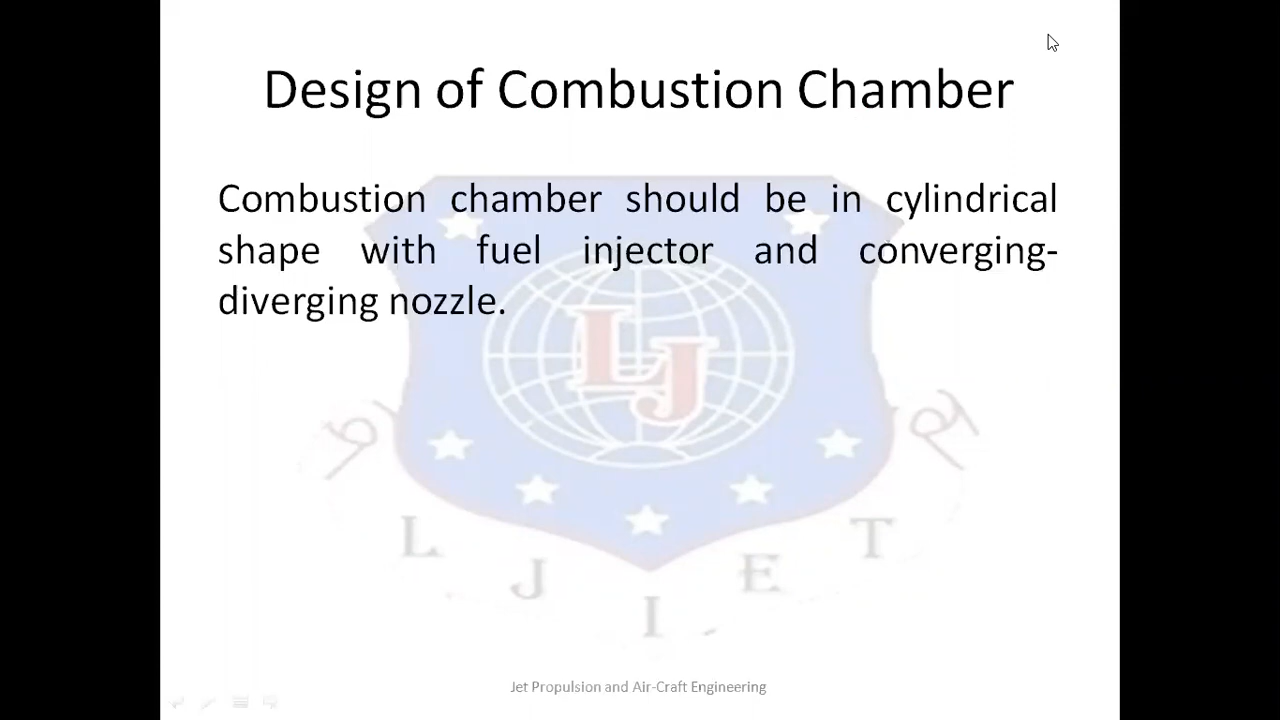 Design of Combustion Chamber
Combustion chamber should be in cylindrical
shape with fuel injector and converging-
diverging nozzle.
LJ
L J I E T
Jet Propulsion and Air-Craft Engineering